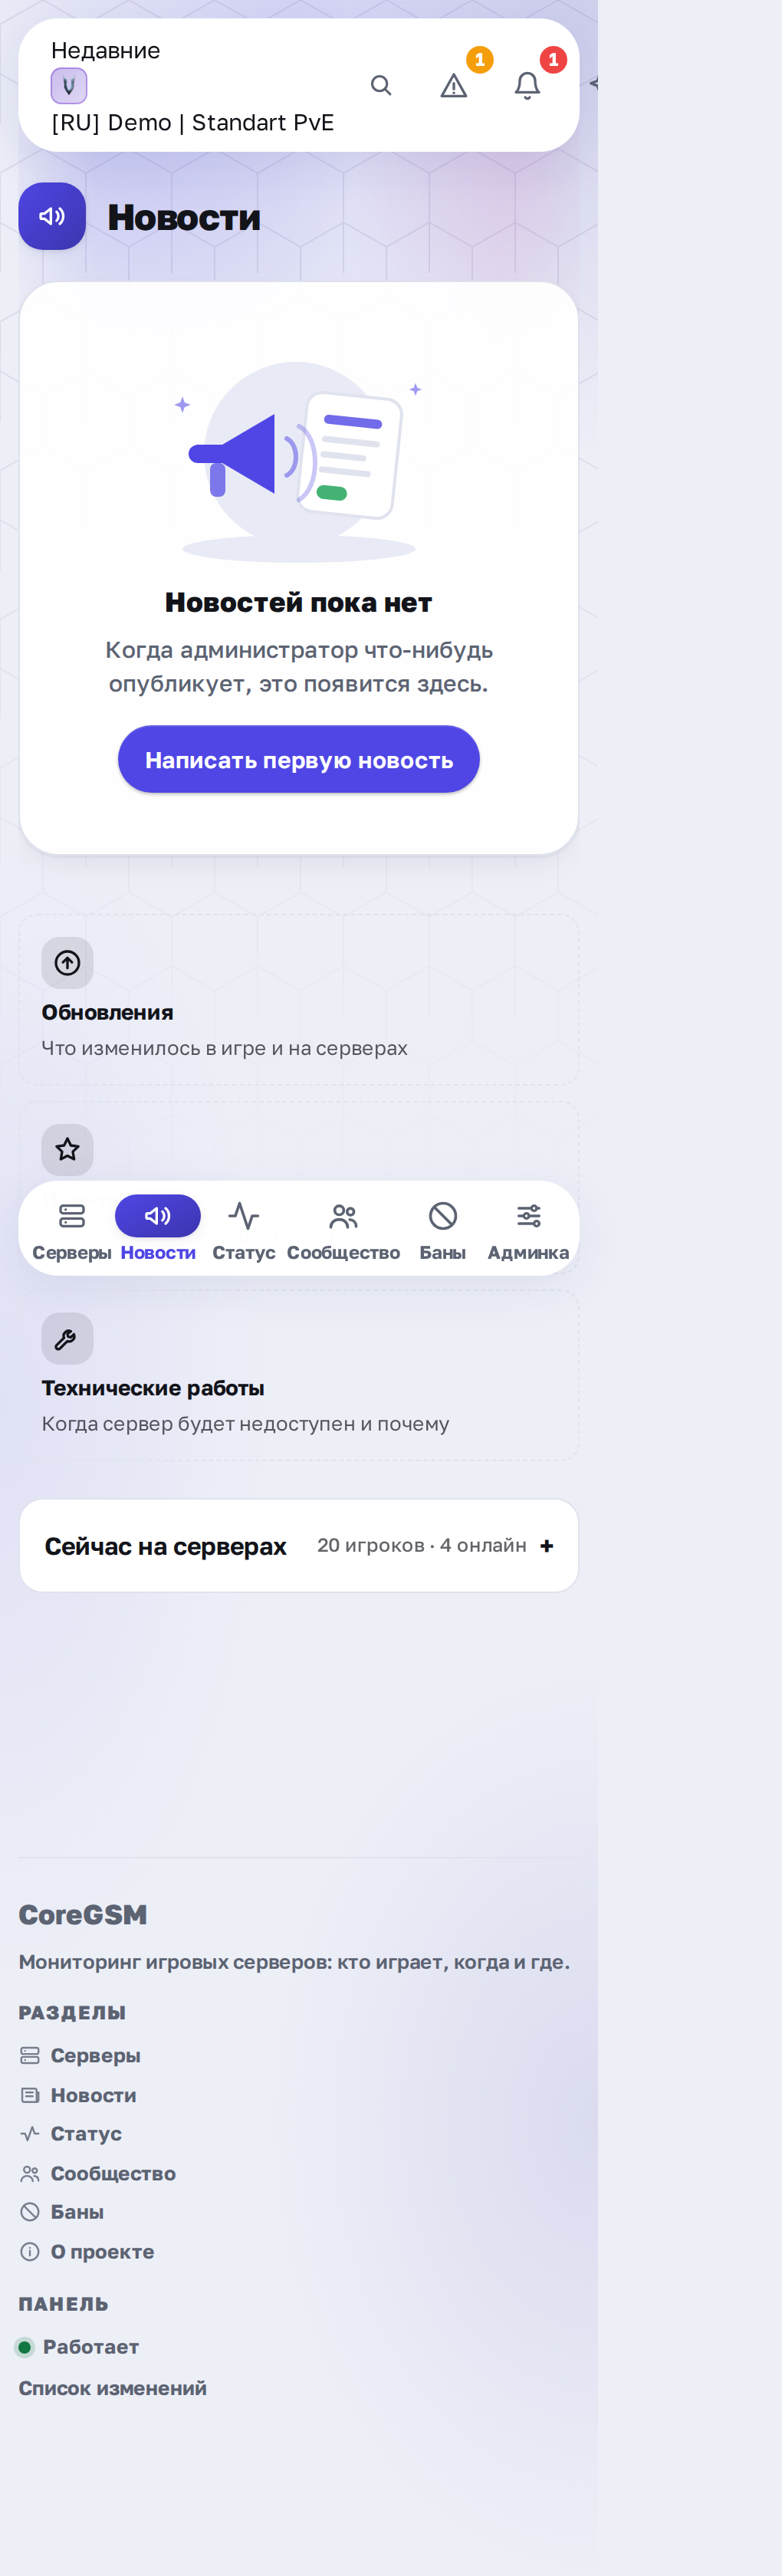 Недавние
[RU] Demo | Standart PvE
1
1
Новости
Новостей пока нет
Когда администратор что-нибудь
опубликует, это появится здесь.
Написать первую новость
Обновления
Что изменилось в игре и на серверах
Серверы
Новости
Статус
Сообщество
Баны
Админка
Технические работы
Когда сервер будет недоступен и почему
Сейчас на серверах
20 игроков · 4 онлайн
+
CoreGSM
Мониторинг игровых серверов: кто играет, когда и где.
РАЗДЕЛЫ
Серверы
Новости
Статус
Сообщество
Баны
О проекте
ПАНЕЛЬ
Работает
Список изменений